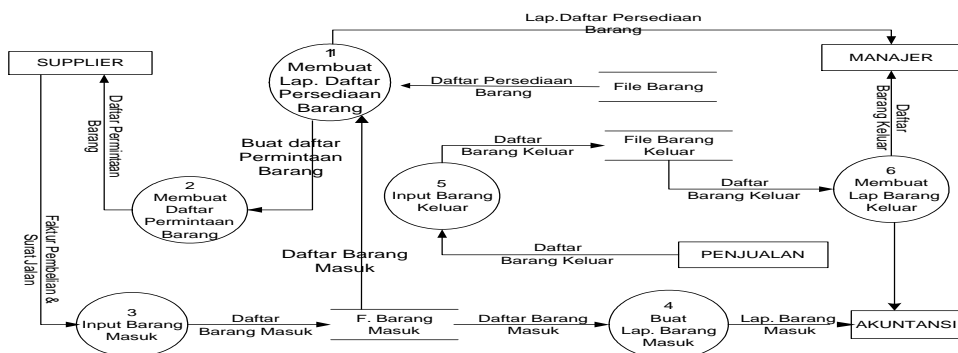 Lap.Daftar Persediaan
Barang
SUPPLIER
1
Membuat
Lap. Daftar
Persediaan
Barang
MANAJER
Daftar Persediaan
Barang
File Barang
Daftar Permintaan
Barang
Buat daftar
Permintaan
Barang
Daftar
Barang Keluar
File Barang
Keluar
Daftar
Barang Keluar
2
Membuat
Daftar
Permintaan
Barang
5
Input Barang
Keluar
Daftar
Barang Keluar
6
Membuat
Lap Barang
Keluar
Faktur Pembelian &
Surat Jalan
Daftar Barang
Masuk
Daftar
Barang Keluar
PENJUALAN
3
Input Barang
Masuk
Daftar
Barang Masuk
F. Barang
Masuk
Daftar Barang
Masuk
4
Buat
Lap. Barang
Masuk
Lap. Barang
Masuk
AKUNTANSI